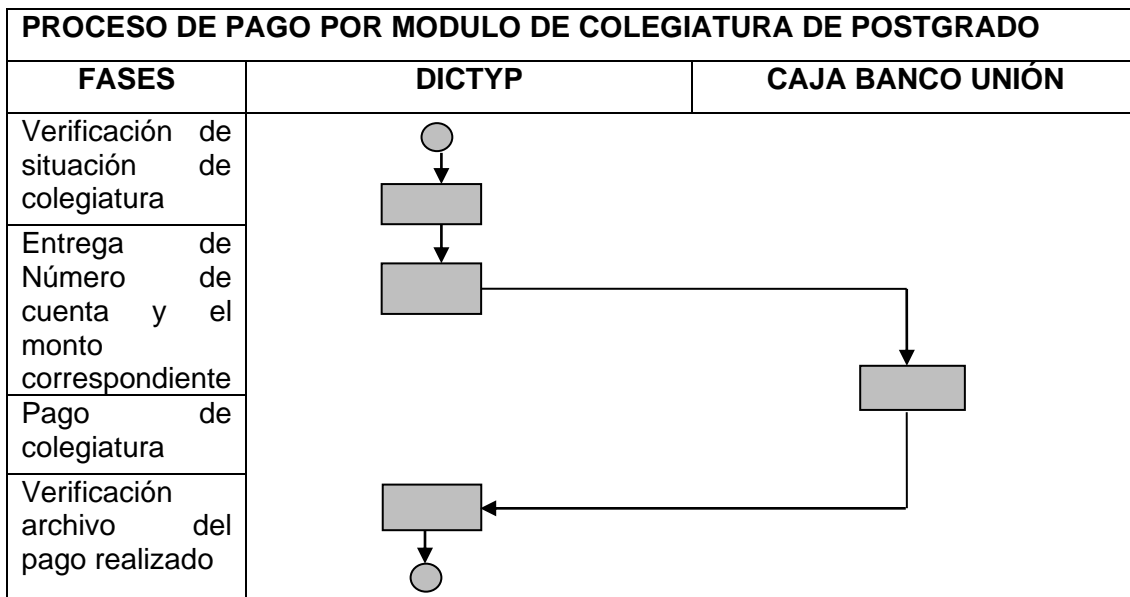 PROCESO DE PAGO POR MODULO DE COLEGIATURA DE POSTGRADO
FASES
DICTYP
CAJA BANCO UNIÓN
Verificación de
situación de
colegiatura
Entrega de
Número de
cuenta y el
monto
correspondiente
Pago de
colegiatura
Verificación
archivo del
pago realizado